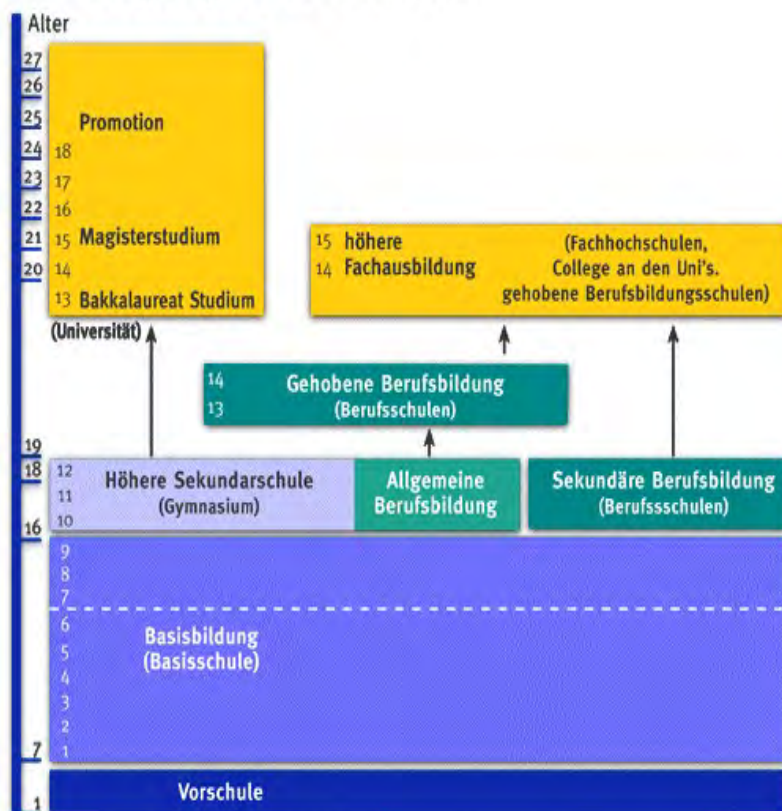 Alter
27
26
25
24
23
22
21
20
19
18
16
7
1
Promotion
18
17
16
15 Magisterstudium
14
13 Bakkalaureat Studium
(Universität)
15 höhere
14 Fachausbildung
(Fachhochschulen,
College an den Uni's.
gehobene Berufsbildungsschulen)
14
13
Gehobene Berufsbildung
(Berufsschulen)
12
11
10
Höhere Sekundarschule
(Gymnasium)
Allgemeine
Berufsbildung
Sekundäre Berufsbildung
(Berufssschulen)
9
8
7
6
5
4
3
2
1
Basisbildung
(Basisschule)
Vorschule